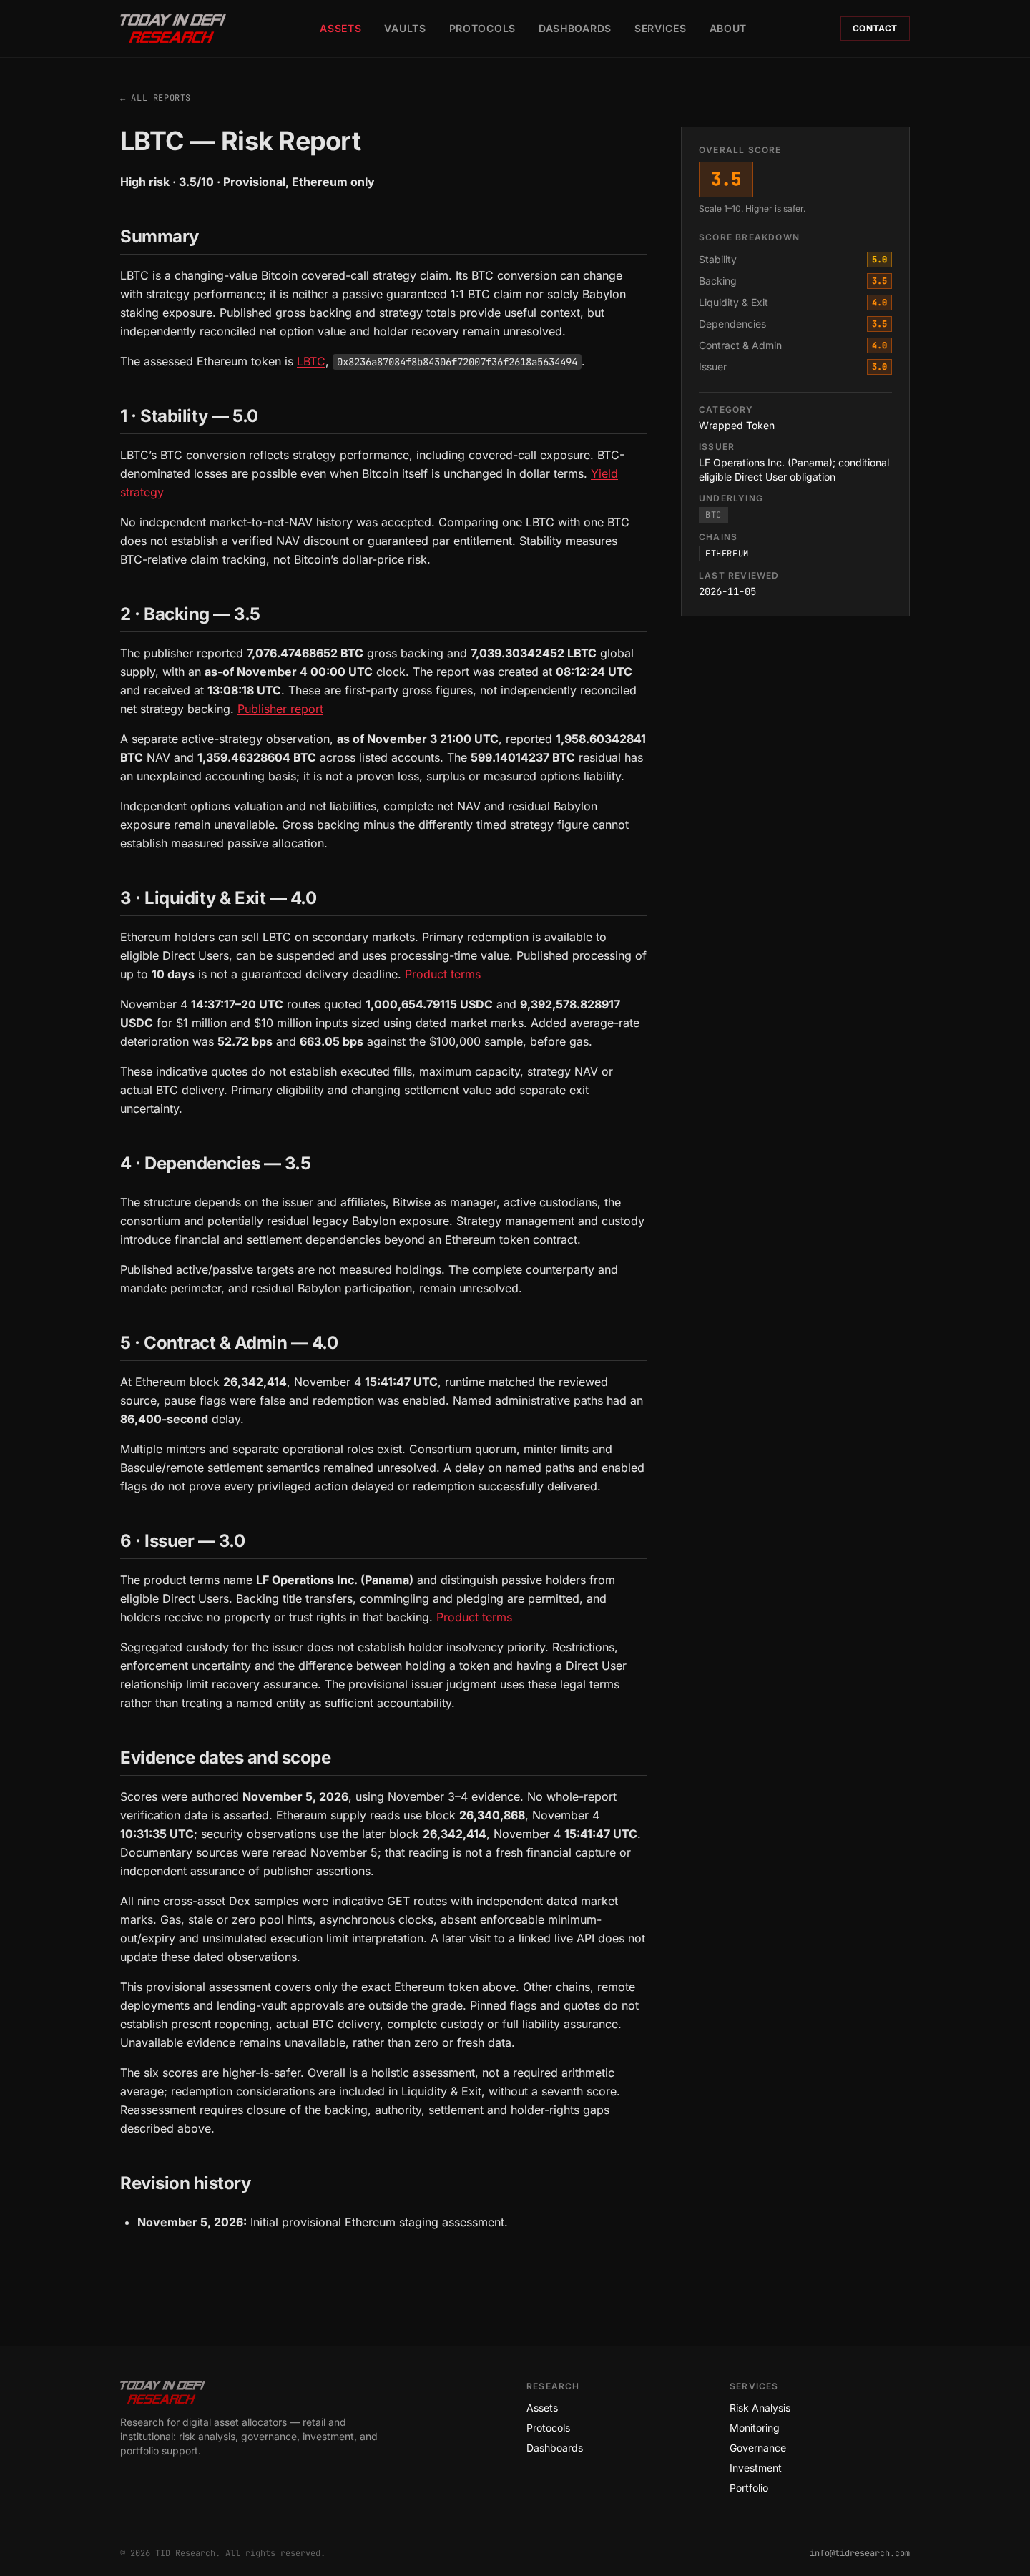 TODAY IN DEFI
RESEARCH
ASSETS
VAULTS
PROTOCOLS
DASHBOARDS
SERVICES
ABOUT
CONTACT
← ALL REPORTS
LBTC — Risk Report
High risk · 3.5/10 · Provisional, Ethereum only
Summary
LBTC is a changing-value Bitcoin covered-call strategy claim. Its BTC conversion can change
with strategy performance; it is neither a passive guaranteed 1:1 BTC claim nor solely Babylon
staking exposure. Published gross backing and strategy totals provide useful context, but
independently reconciled net option value and holder recovery remain unresolved.
The assessed Ethereum token is LBTC, 0x8236a87084f8b84306f72007f36f2618a5634494.
1 · Stability — 5.0
LBTC’s BTC conversion reflects strategy performance, including covered-call exposure. BTC-
denominated losses are possible even when Bitcoin itself is unchanged in dollar terms. Yield
strategy
No independent market-to-net-NAV history was accepted. Comparing one LBTC with one BTC
does not establish a verified NAV discount or guaranteed par entitlement. Stability measures
BTC-relative claim tracking, not Bitcoin’s dollar-price risk.
2 · Backing — 3.5
The publisher reported 7,076.47468652 BTC gross backing and 7,039.30342452 LBTC global
supply, with an as-of November 4 00:00 UTC clock. The report was created at 08:12:24 UTC
and received at 13:08:18 UTC. These are first-party gross figures, not independently reconciled
net strategy backing. Publisher report
A separate active-strategy observation, as of November 3 21:00 UTC, reported 1,958.60342841
BTC NAV and 1,359.46328604 BTC across listed accounts. The 599.14014237 BTC residual has
an unexplained accounting basis; it is not a proven loss, surplus or measured options liability.
Independent options valuation and net liabilities, complete net NAV and residual Babylon
exposure remain unavailable. Gross backing minus the differently timed strategy figure cannot
establish measured passive allocation.
3 · Liquidity & Exit — 4.0
Ethereum holders can sell LBTC on secondary markets. Primary redemption is available to
eligible Direct Users, can be suspended and uses processing-time value. Published processing of
up to 10 days is not a guaranteed delivery deadline. Product terms
November 4 14:37:17–20 UTC routes quoted 1,000,654.79115 USDC and 9,392,578.828917
USDC for $1 million and $10 million inputs sized using dated market marks. Added average-rate
deterioration was 52.72 bps and 663.05 bps against the $100,000 sample, before gas.
These indicative quotes do not establish executed fills, maximum capacity, strategy NAV or
actual BTC delivery. Primary eligibility and changing settlement value add separate exit
uncertainty.
4 · Dependencies — 3.5
The structure depends on the issuer and affiliates, Bitwise as manager, active custodians, the
consortium and potentially residual legacy Babylon exposure. Strategy management and custody
introduce financial and settlement dependencies beyond an Ethereum token contract.
Published active/passive targets are not measured holdings. The complete counterparty and
mandate perimeter, and residual Babylon participation, remain unresolved.
5 · Contract & Admin — 4.0
At Ethereum block 26,342,414, November 4 15:41:47 UTC, runtime matched the reviewed
source, pause flags were false and redemption was enabled. Named administrative paths had an
86,400-second delay.
Multiple minters and separate operational roles exist. Consortium quorum, minter limits and
Bascule/remote settlement semantics remained unresolved. A delay on named paths and enabled
flags do not prove every privileged action delayed or redemption successfully delivered.
6 · Issuer — 3.0
The product terms name LF Operations Inc. (Panama) and distinguish passive holders from
eligible Direct Users. Backing title transfers, commingling and pledging are permitted, and
holders receive no property or trust rights in that backing. Product terms
Segregated custody for the issuer does not establish holder insolvency priority. Restrictions,
enforcement uncertainty and the difference between holding a token and having a Direct User
relationship limit recovery assurance. The provisional issuer judgment uses these legal terms
rather than treating a named entity as sufficient accountability.
Evidence dates and scope
Scores were authored November 5, 2026, using November 3–4 evidence. No whole-report
verification date is asserted. Ethereum supply reads use block 26,340,868, November 4
10:31:35 UTC; security observations use the later block 26,342,414, November 4 15:41:47 UTC.
Documentary sources were reread November 5; that reading is not a fresh financial capture or
independent assurance of publisher assertions.
All nine cross-asset Dex samples were indicative GET routes with independent dated market
marks. Gas, stale or zero pool hints, asynchronous clocks, absent enforceable minimum-
out/expiry and unsimulated execution limit interpretation. A later visit to a linked live API does not
update these dated observations.
This provisional assessment covers only the exact Ethereum token above. Other chains, remote
deployments and lending-vault approvals are outside the grade. Pinned flags and quotes do not
establish present reopening, actual BTC delivery, complete custody or full liability assurance.
Unavailable evidence remains unavailable, rather than zero or fresh data.
The six scores are higher-is-safer. Overall is a holistic assessment, not a required arithmetic
average; redemption considerations are included in Liquidity & Exit, without a seventh score.
Reassessment requires closure of the backing, authority, settlement and holder-rights gaps
described above.
Revision history
• November 5, 2026: Initial provisional Ethereum staging assessment.
OVERALL SCORE
3.5
Scale 1–10. Higher is safer.
SCORE BREAKDOWN
Stability 5.0
Backing 3.5
Liquidity & Exit 4.0
Dependencies 3.5
Contract & Admin 4.0
Issuer 3.0
CATEGORY
Wrapped Token
ISSUER
LF Operations Inc. (Panama); conditional
eligible Direct User obligation
UNDERLYING
BTC
CHAINS
ETHEREUM
LAST REVIEWED
2026-11-05
TODAY IN DEFI
RESEARCH
Research for digital asset allocators — retail and
institutional: risk analysis, governance, investment, and
portfolio support.
RESEARCH
Assets
Protocols
Dashboards
SERVICES
Risk Analysis
Monitoring
Governance
Investment
Portfolio
© 2026 TID Research. All rights reserved.
info@tidresearch.com